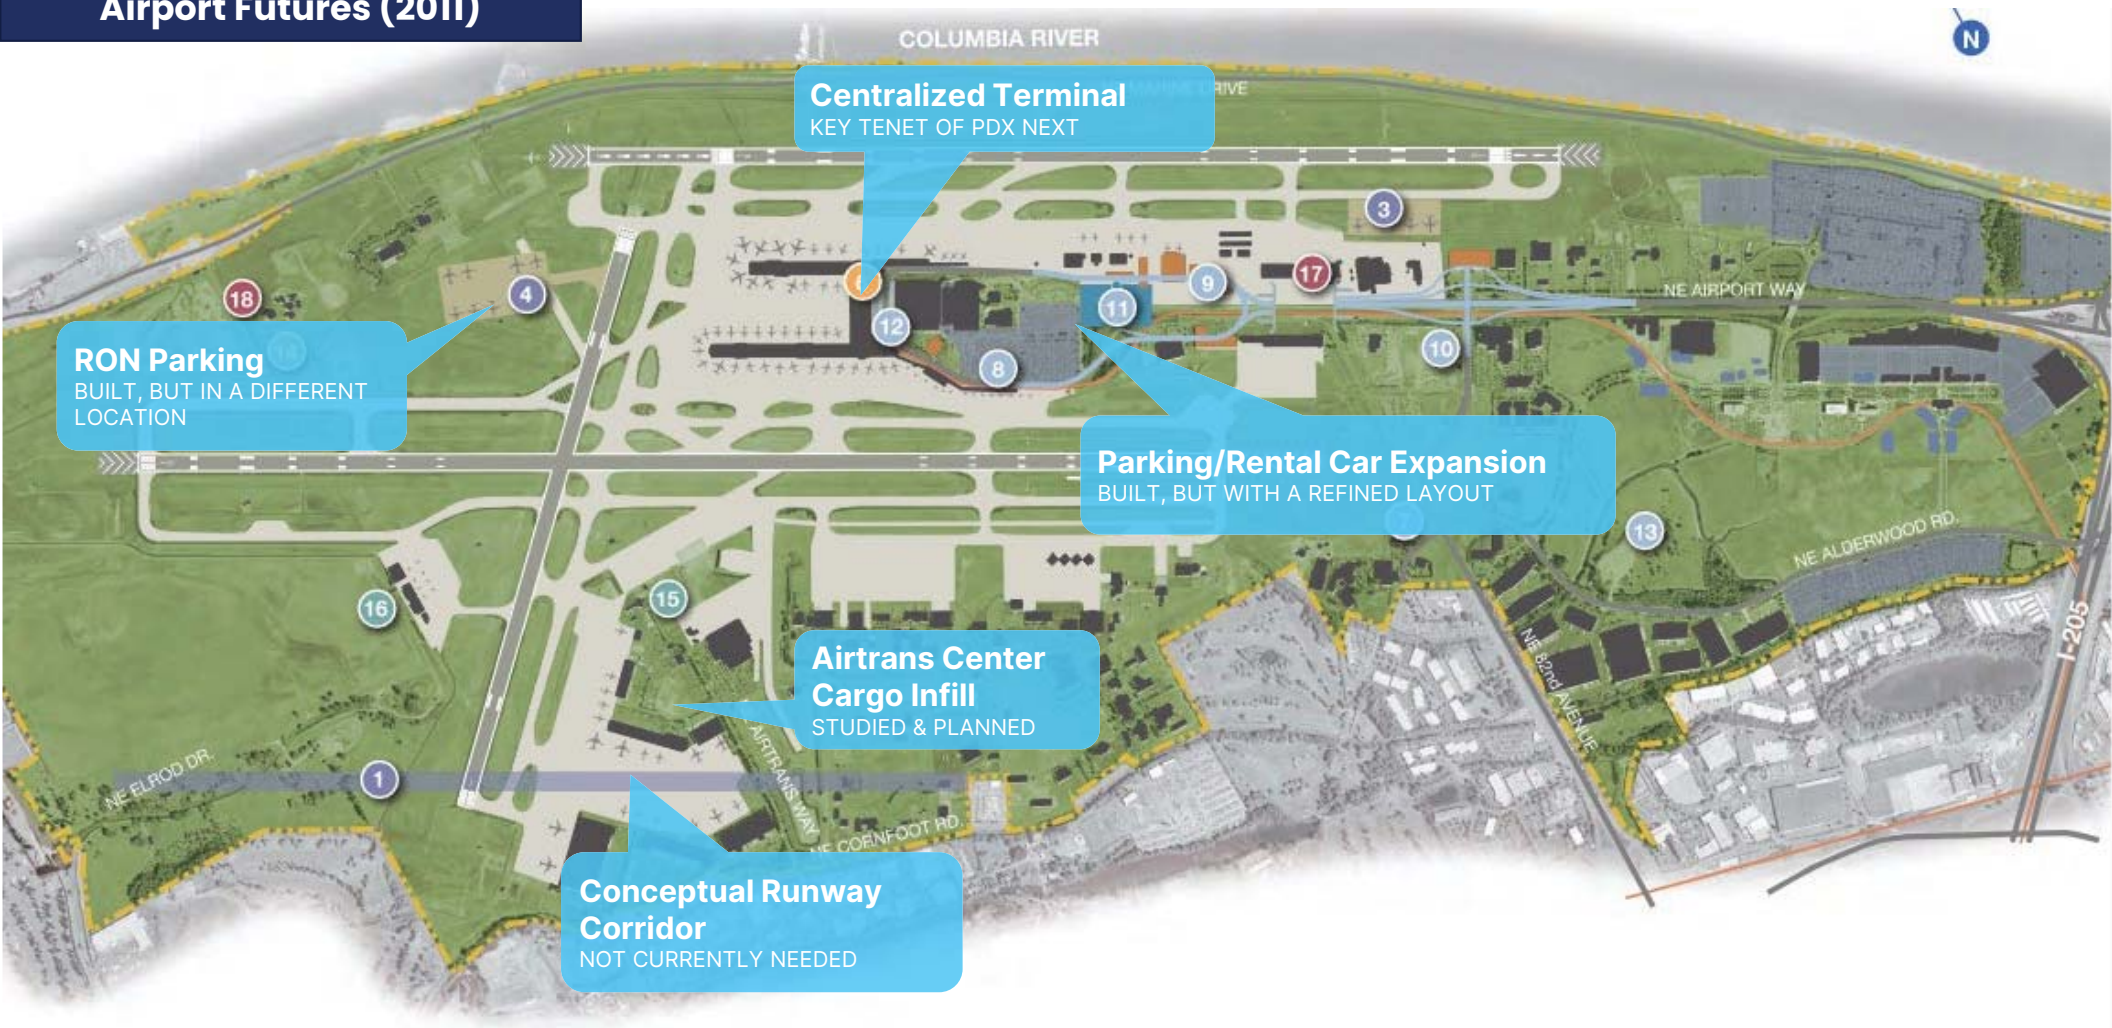 Airport Futures (2011)
COLUMBIA RIVER
N
Centralized Terminal
KEY TENET OF PDX NEXT
MARINE DRIVE
3
18
4
9
17
11
NE AIRPORT WAY
12
10
8
RON Parking
BUILT, BUT IN A DIFFERENT
LOCATION
Parking/Rental Car Expansion
BUILT, BUT WITH A REFINED LAYOUT
7
13
NE ALDERWOOD RD.
16
15
I-205
NE 82nd AVENUE
Airtrans Center
Cargo Infill
STUDIED & PLANNED
AIRTRANS WAY
NE ELROD DR.
1
NE CORNFOOT RD.
Conceptual Runway
Corridor
NOT CURRENTLY NEEDED